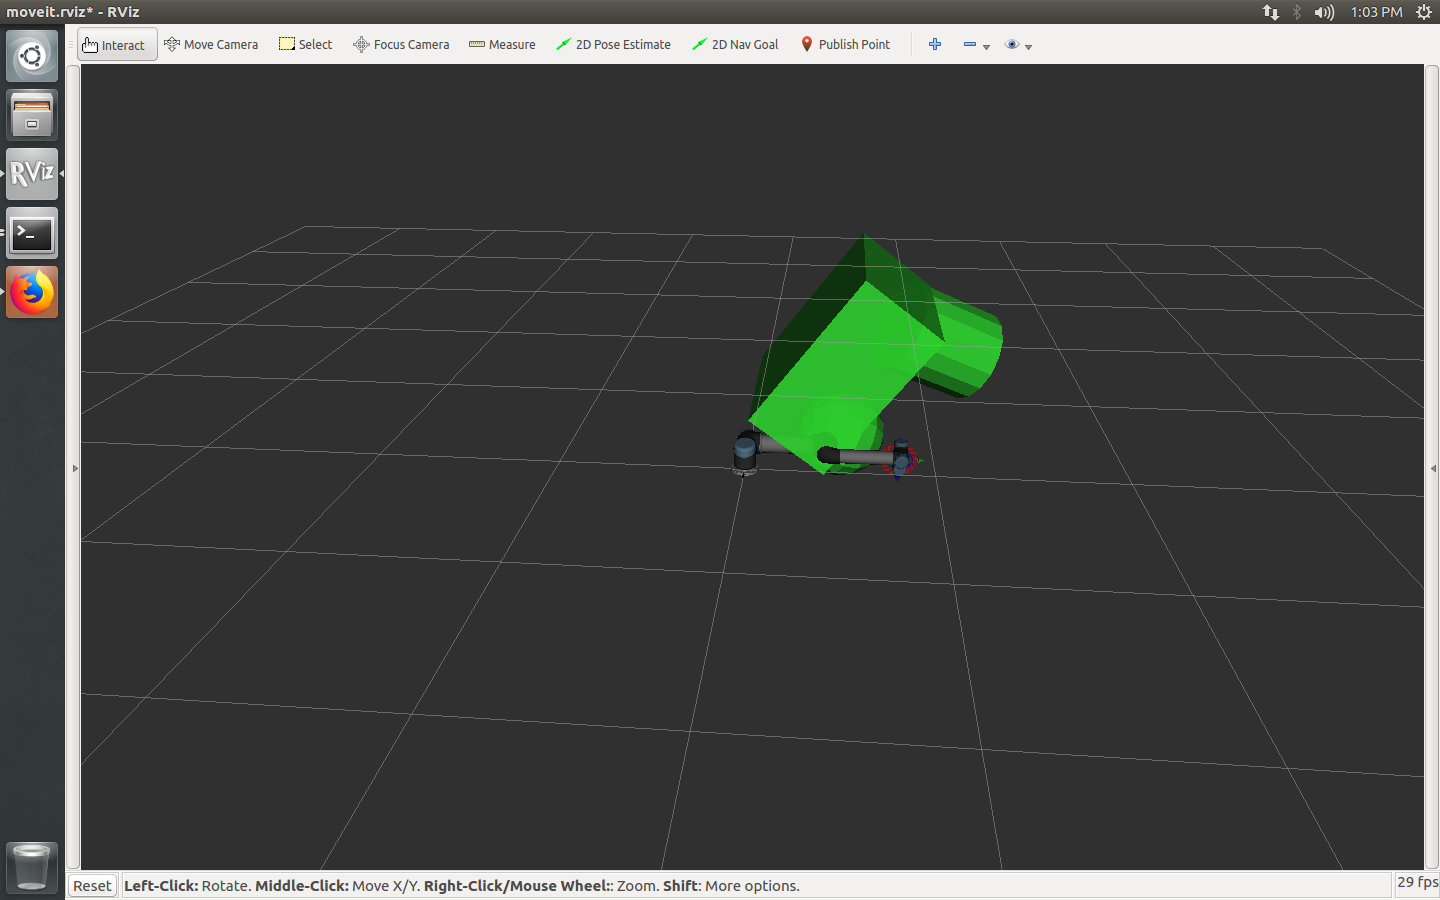 moveit.rviz* - RViz
1:03 PM
Interact Move Camera Select Focus Camera Measure 2D Pose Estimate 2D Nav Goal Publish Point
RViz
>_
Reset Left-Click: Rotate. Middle-Click: Move X/Y. Right-Click/Mouse Wheel:: Zoom. Shift: More options. 29 fps